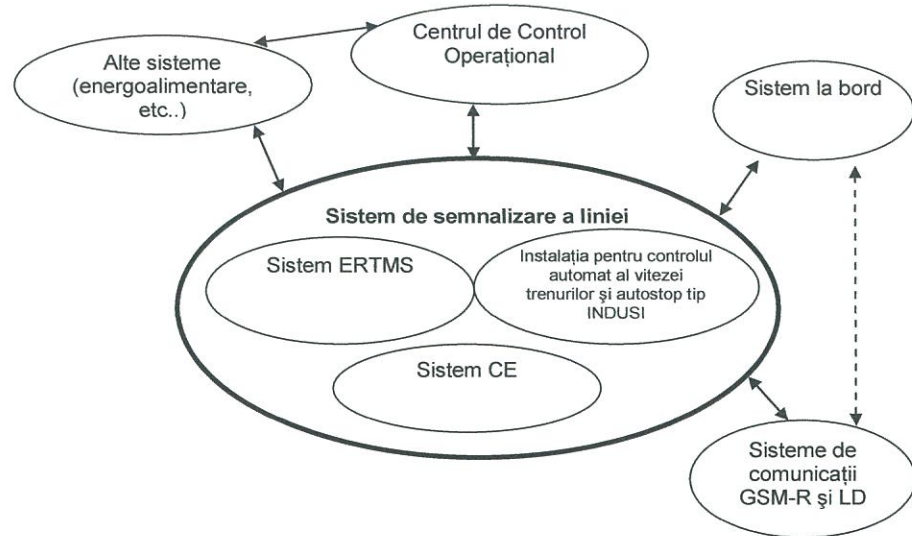 Centrul de Control
Operațional
Alte sisteme
(energoalimentare,
etc..)
Sistem la bord
Sistem de semnalizare a liniei
Sistem ERTMS
Instalația pentru controlul
automat al vitezei
trenurilor și autostop tip
INDUSI
Sistem CE
Sisteme de
comunicații
GSM-R şi LD